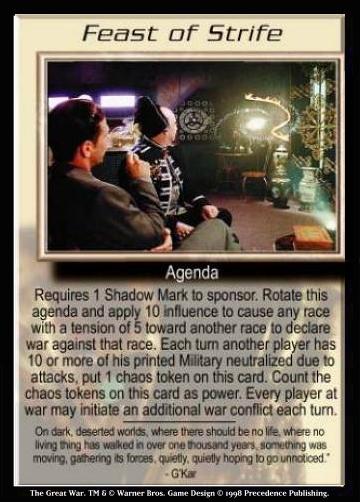 Feast of Strife
Agenda
Requires 1 Shadow Mark to sponsor. Rotate this
agenda and apply 10 influence to cause any race
with a tension of 5 toward another race to declare
war against that race. Each turn another player has
10 or more of his printed Military neutralized due to
attacks, put 1 chaos token on this card. Count the
chaos tokens on this card as power. Every player at
war may initiate an additional war conflict each turn.
On dark, deserted worlds, where there should be no life, where no
living thing has walked in over one thousand years, something was
moving, gathering its forces, quietly, quietly hoping to go unnoticed."
- G'Kar
The Great War. TM & © Warner Bros. Game Design © 1998 Precedence Publishing.